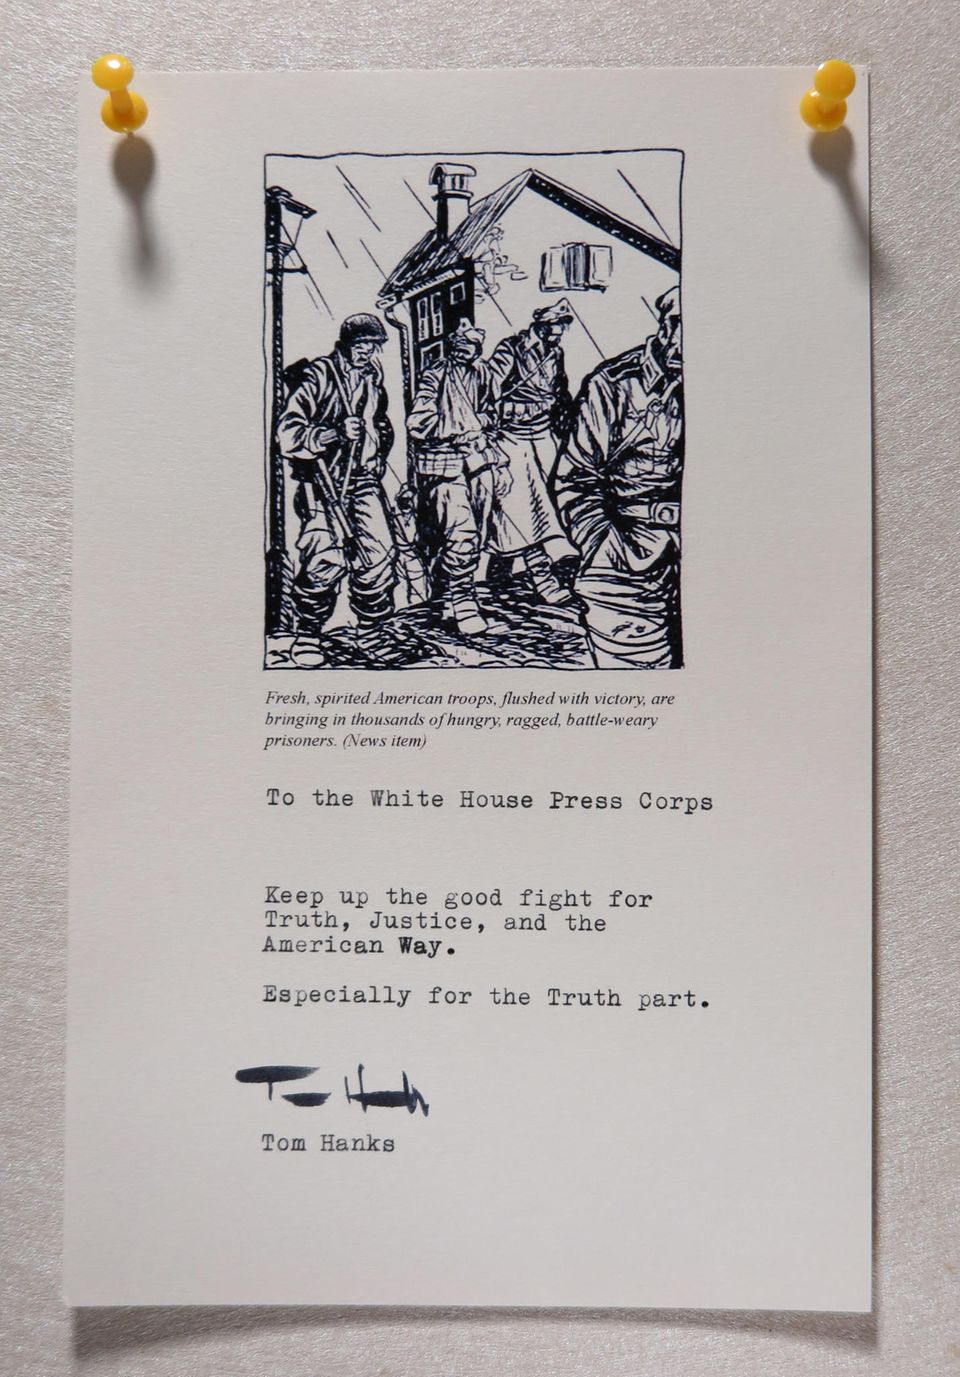 Fresh, spirited American troops, flushed with victory, are
bringing in thousands of hungry, ragged, battle-weary
prisoners. (News item)
To the White House Press Corps
Keep up the good fight for
Truth, Justice, and the
American Way.
Especially for the Truth part.
Tom Hanks
Tom Hanks